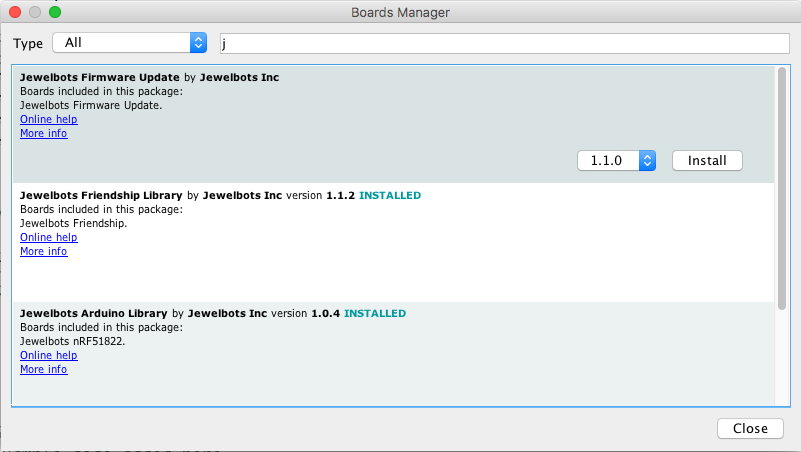 Boards Manager
Type All j
Jewelbots Firmware Update by Jewelbots Inc
Boards included in this package:
Jewelbots Firmware Update.
Online help
More info
1.1.0 Install
Jewelbots Friendship Library by Jewelbots Inc version 1.1.2 INSTALLED
Boards included in this package:
Jewelbots Friendship.
Online help
More info
Jewelbots Arduino Library by Jewelbots Inc version 1.0.4 INSTALLED
Boards included in this package:
Jewelbots nRF51822.
Online help
More info
Close